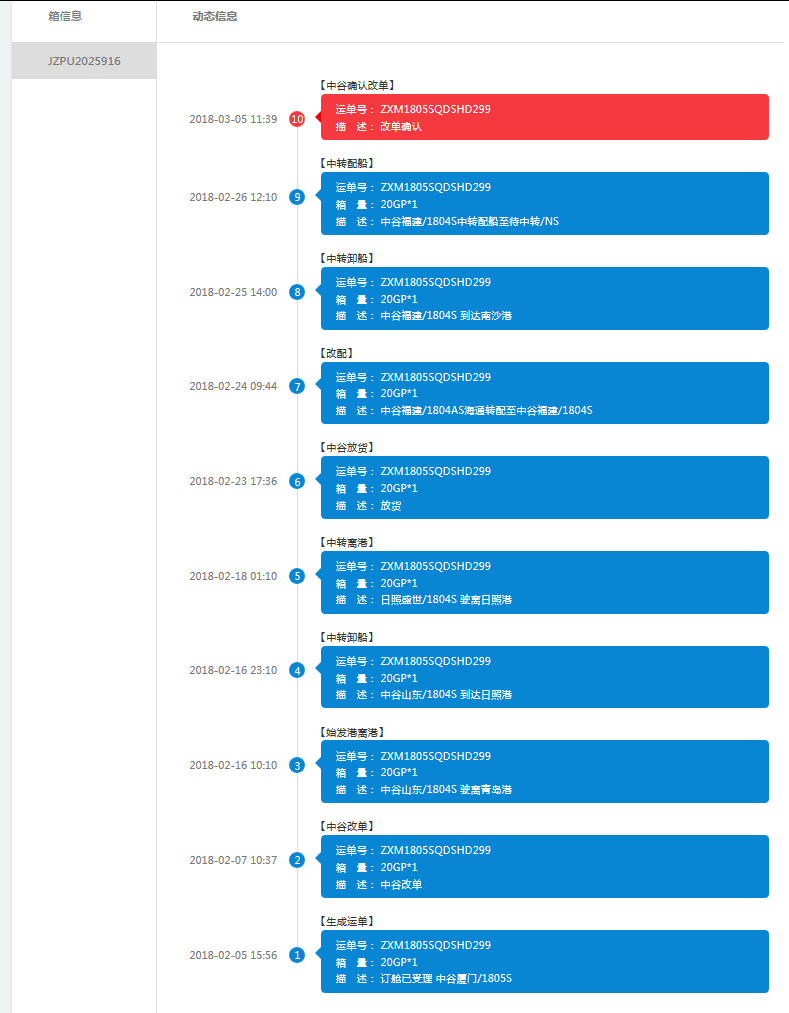 箱信息 动态信息
JZPU2025916
【中谷确认改单】
2018-03-05 11:39 10 运单号： ZXM1805SQDSHD299
描 述： 改单确认
【中转配船】
2018-02-26 12:10 9 运单号： ZXM1805SQDSHD299
箱 量： 20GP*1
描 述： 中谷福建/1804S中转配船至待中转/NS
【中转卸船】
2018-02-25 14:00 8 运单号： ZXM1805SQDSHD299
箱 量： 20GP*1
描 述： 中谷福建/1804S 到达南沙港
【改配】
2018-02-24 09:44 7 运单号： ZXM1805SQDSHD299
箱 量： 20GP*1
描 述： 中谷福建/1804AS海通转配至中谷福建/1804S
【中谷放货】
2018-02-23 17:36 6 运单号： ZXM1805SQDSHD299
箱 量： 20GP*1
描 述： 放货
【中转离港】
2018-02-18 01:10 5 运单号： ZXM1805SQDSHD299
箱 量： 20GP*1
描 述： 日照盛世/1804S 驶离日照港
【中转卸船】
2018-02-16 23:10 4 运单号： ZXM1805SQDSHD299
箱 量： 20GP*1
描 述： 中谷山东/1804S 到达日照港
【始发港离港】
2018-02-16 10:10 3 运单号： ZXM1805SQDSHD299
箱 量： 20GP*1
描 述： 中谷山东/1804S 驶离青岛港
【中谷改单】
2018-02-07 10:37 2 运单号： ZXM1805SQDSHD299
箱 量： 20GP*1
描 述： 中谷改单
【生成运单】
2018-02-05 15:56 1 运单号： ZXM1805SQDSHD299
箱 量： 20GP*1
描 述： 订舱已受理 中谷厦门/1805S